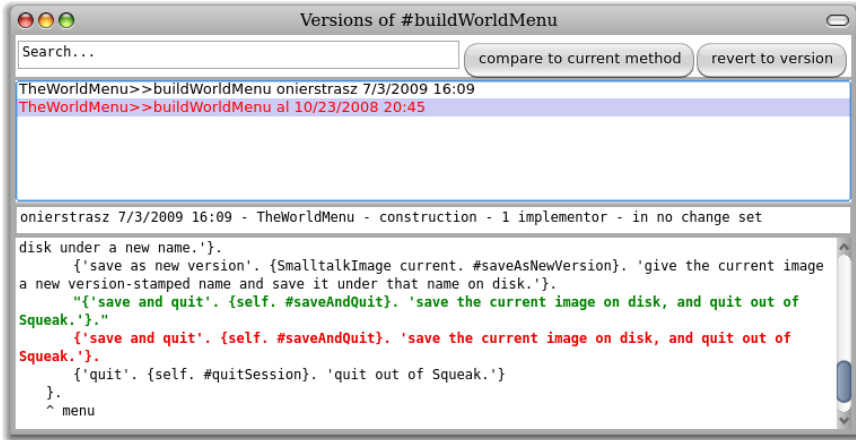 Versions of #buildWorldMenu
Search...
compare to current method
revert to version
TheWorldMenu>>buildWorldMenu onierstrasz 7/3/2009 16:09
TheWorldMenu>>buildWorldMenu al 10/23/2008 20:45
onierstrasz 7/3/2009 16:09 - TheWorldMenu - construction - 1 implementor - in no change set
disk under a new name.'}.
{'save as new version'. {SmalltalkImage current. #saveAsNewVersion}. 'give the current image
a new version-stamped name and save it under that name on disk.'}.
"{'save and quit'. {self. #saveAndQuit}. 'save the current image on disk, and quit out of
Squeak.'}."
{'save and quit'. {self. #saveAndQuit}. 'save the current image on disk, and quit out of
Squeak.'}.
{'quit'. {self. #quitSession}. 'quit out of Squeak.'}
}.
^ menu